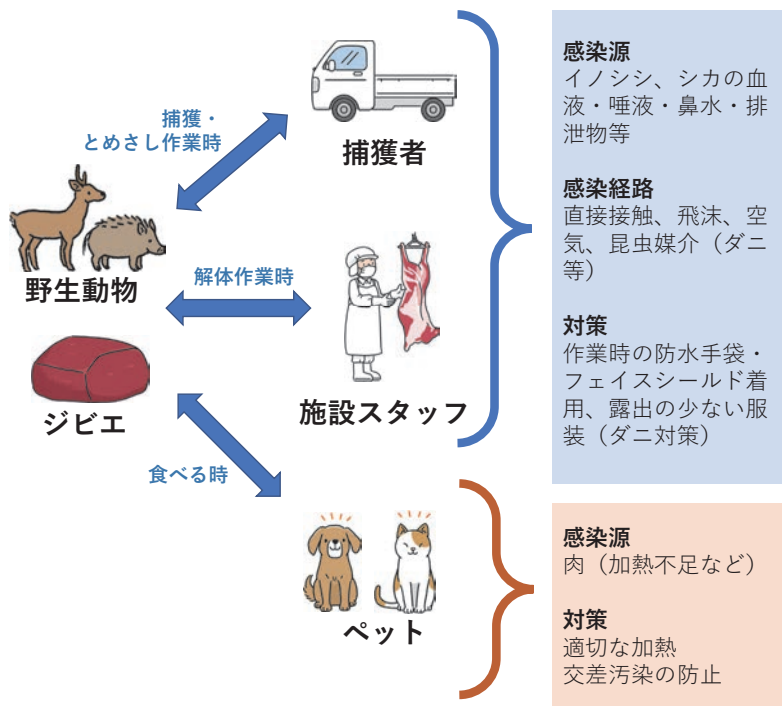 捕獲・
とめさし作業時
捕獲者
野生動物
解体作業時
ジビエ
施設スタッフ
食べる時
ペット
感染源
イノシシ、シカの血
液・唾液・鼻水・排
泄物等
感染経路
直接接触、飛沫、空
気、昆虫媒介（ダニ
等）
対策
作業時の防水手袋・
フェイスシールド着
用、露出の少ない服
装（ダニ対策）
感染源
肉（加熱不足など）
対策
適切な加熱
交差汚染の防止